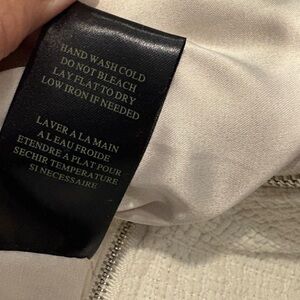 HAND WASH COLD
DO NOT BLEACH
LAY FLAT TO DRY
LOW IRON IF NEEDED
LAVER A LA MAIN
A L EAU FROIDE
ETENDRE A PLAT POUR
SECHIR TEMPERATURE
SI NECESSAIRE